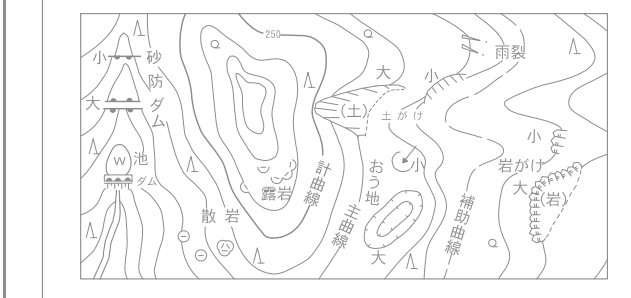 250
小
砂防ダム
大
W
池
ダム
散岩
露岩
計曲線
主曲線
大
小
(土)
土がけ
おう地
小
大
補助曲線
雨裂
小
岩がけ
大
(岩)